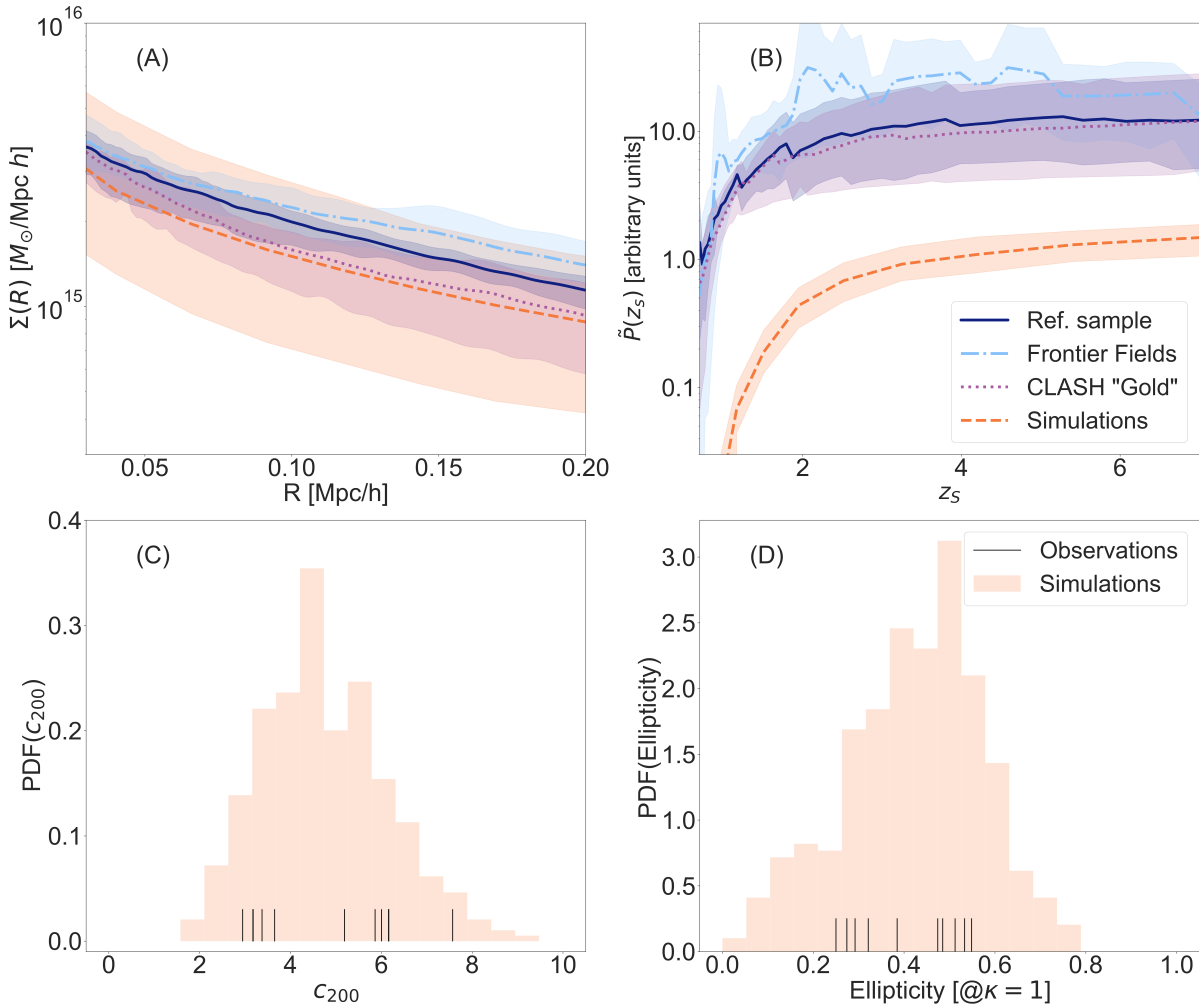 (A)
10^16
10^15
Σ(R) [M⊙/Mpc h]
0.05 0.10 0.15 0.20
R [Mpc/h]
(B)
10.0
1.0
0.1
P̃(z_S) [arbitrary units]
Ref. sample
Frontier Fields
CLASH "Gold"
Simulations
2 4 6
z_S
(C)
0.4
0.3
0.2
0.1
0.0
PDF(c_200)
0 2 4 6 8 10
c_200
(D)
Observations
Simulations
3.0
2.5
2.0
1.5
1.0
0.5
0.0
PDF(Ellipticity)
0.0 0.2 0.4 0.6 0.8 1.0
Ellipticity [@κ = 1]